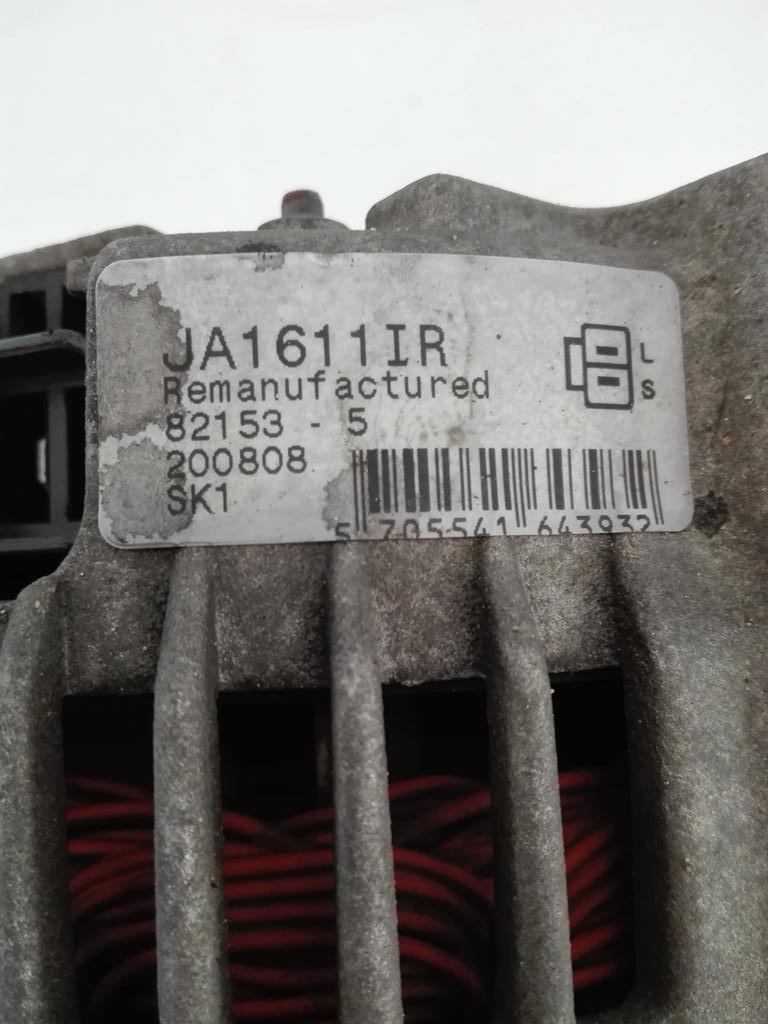 JA1611IR
Remanufactured
82153 - 5
200808
SK1
L
S
5 705541 643932